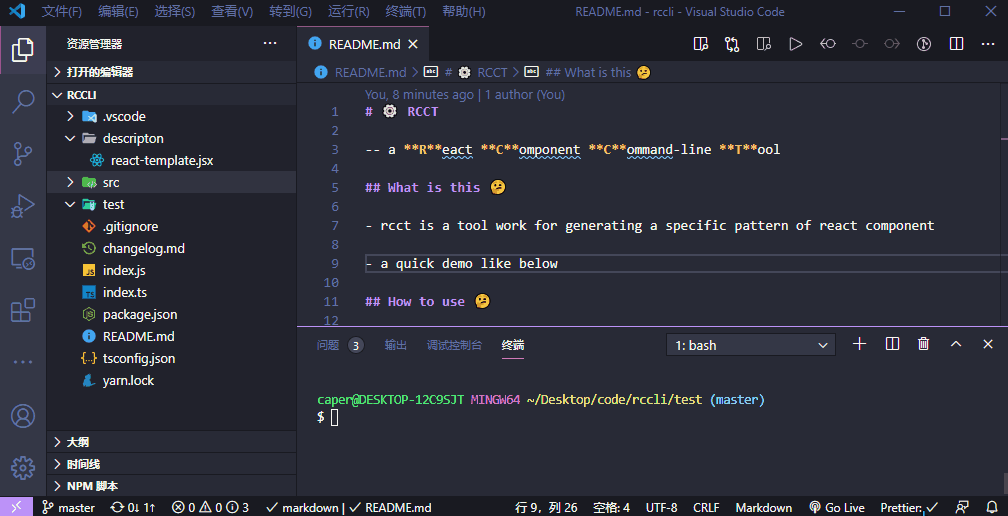 文件(F) 编辑(E) 选择(S) 查看(V) 转到(G) 运行(R) 终端(T) 帮助(H) README.md - rccli - Visual Studio Code
资源管理器
打开的编辑器
RCCLI
.vscode
descripton
react-template.jsx
src
test
.gitignore
changelog.md
index.js
index.ts
package.json
README.md
tsconfig.json
yarn.lock
大纲
时间线
NPM 脚本
README.md
README.md > # ⚙ RCCT > ## What is this 🤔
You, 8 minutes ago | 1 author (You)
1 # ⚙ RCCT
2
3 -- a **R**eact **C**omponent **C**ommand-line **T**ool
4
5 ## What is this 🤔
6
7 - rcct is a tool work for generating a specific pattern of react component
8
9 - a quick demo like below
10
11 ## How to use 🤔
12
问题 3 输出 调试控制台 终端 1: bash
caper@DESKTOP-12C9SJT MINGW64 ~/Desktop/code/rccli/test (master)
$
master 0↓ 1↑ 0 0 3 markdown | README.md 行 9，列 26 空格: 4 UTF-8 CRLF Markdown Go Live Prettier: